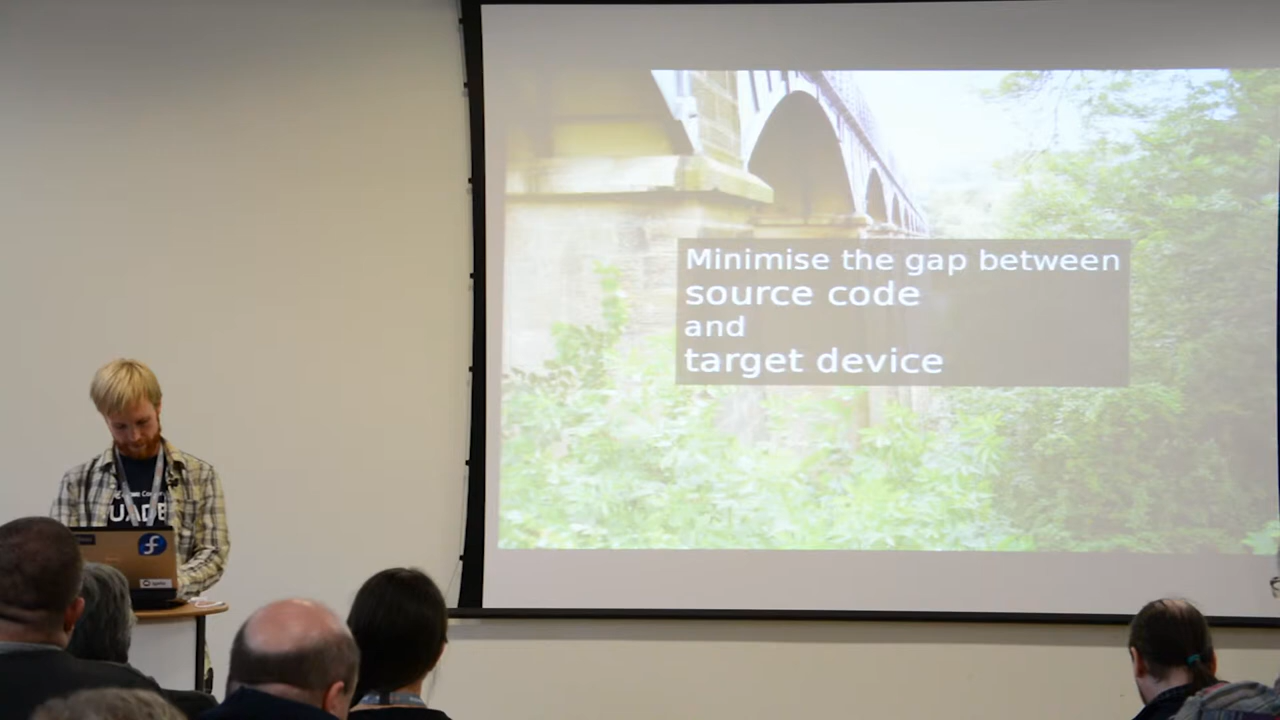 Minimise the gap between
source code
and
target device